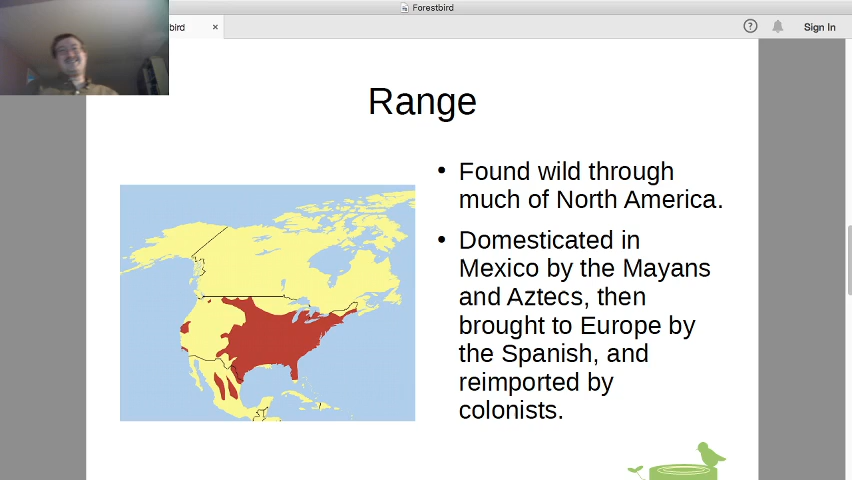 Forestbird
bird
Sign In
Range
• Found wild through
much of North America.
• Domesticated in
Mexico by the Mayans
and Aztecs, then
brought to Europe by
the Spanish, and
reimported by
colonists.